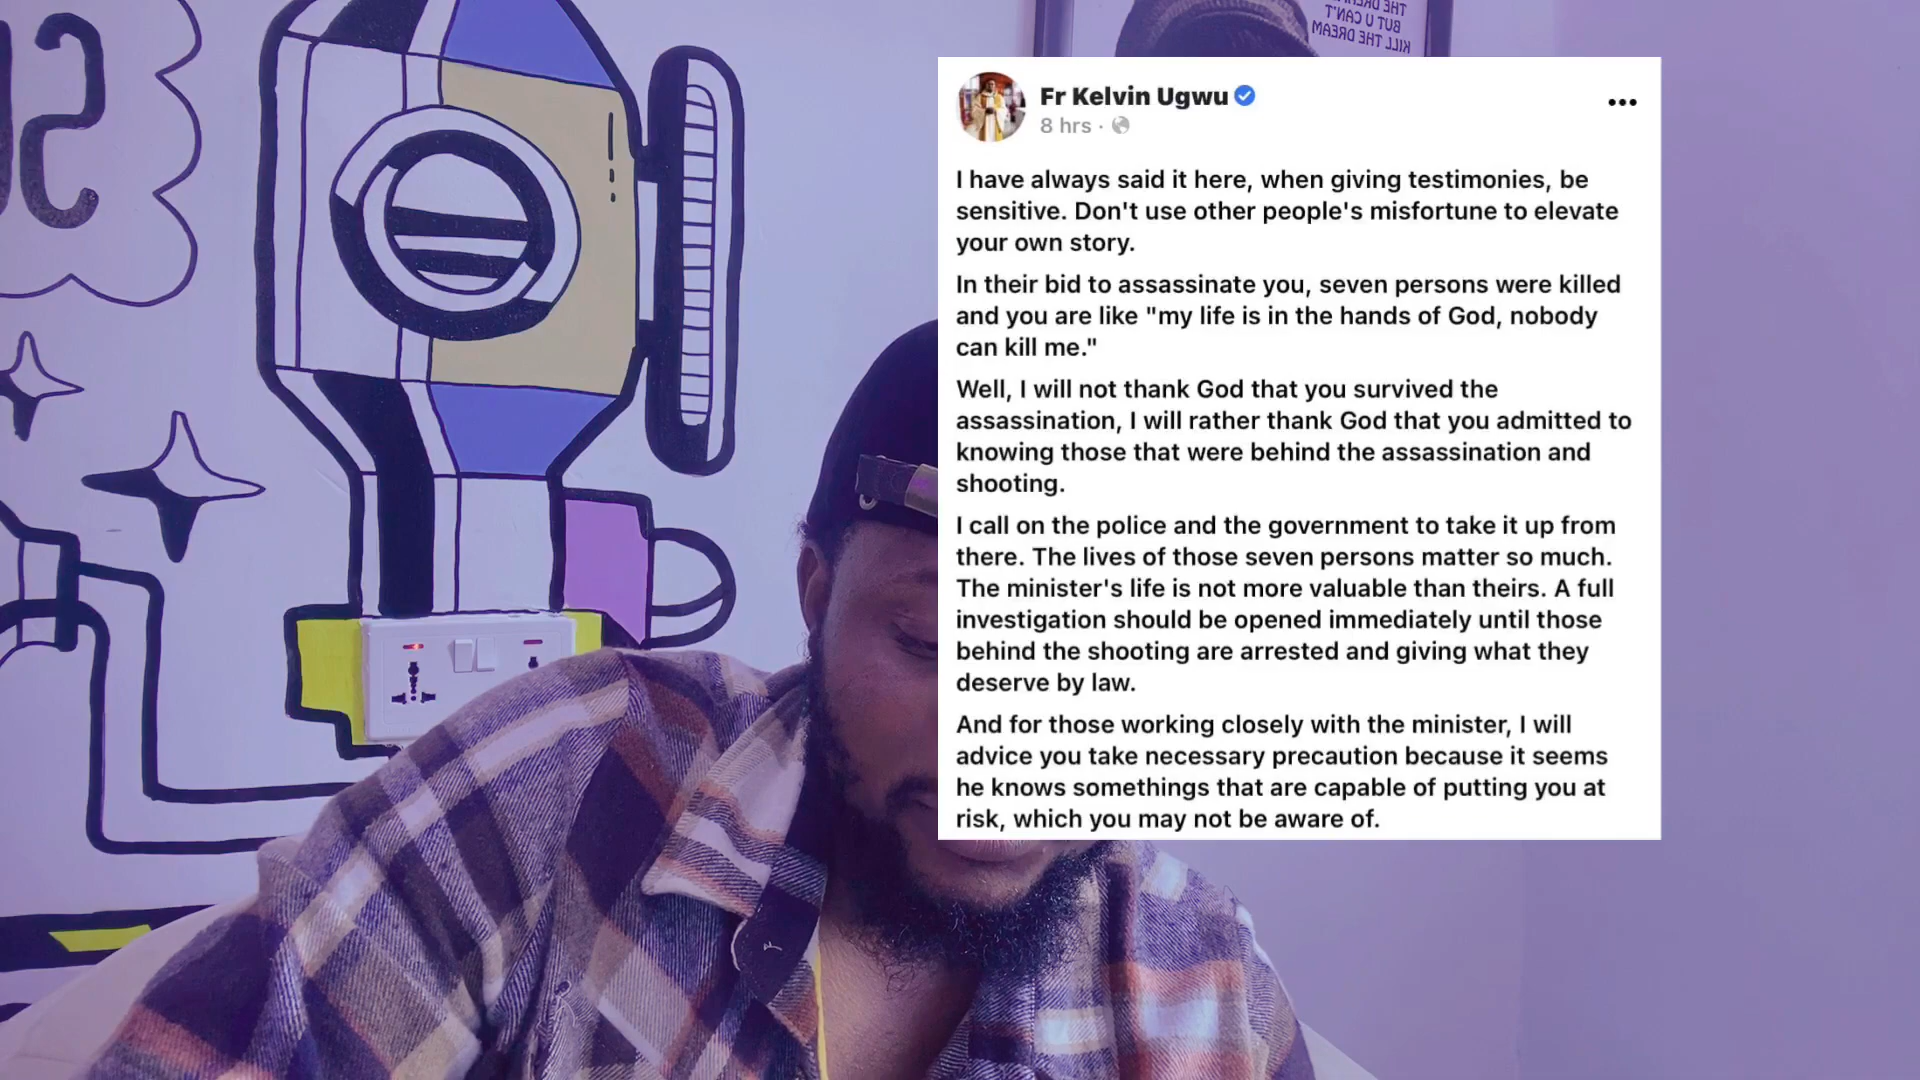 THE DREAMER
BUT U CAN'T
KILL THE DREAM
Fr Kelvin Ugwu
8 hrs ·
I have always said it here, when giving testimonies, be
sensitive. Don't use other people's misfortune to elevate
your own story.
In their bid to assassinate you, seven persons were killed
and you are like "my life is in the hands of God, nobody
can kill me."
Well, I will not thank God that you survived the
assassination, I will rather thank God that you admitted to
knowing those that were behind the assassination and
shooting.
I call on the police and the government to take it up from
there. The lives of those seven persons matter so much.
The minister's life is not more valuable than theirs. A full
investigation should be opened immediately until those
behind the shooting are arrested and giving what they
deserve by law.
And for those working closely with the minister, I will
advice you take necessary precaution because it seems
he knows somethings that are capable of putting you at
risk, which you may not be aware of.